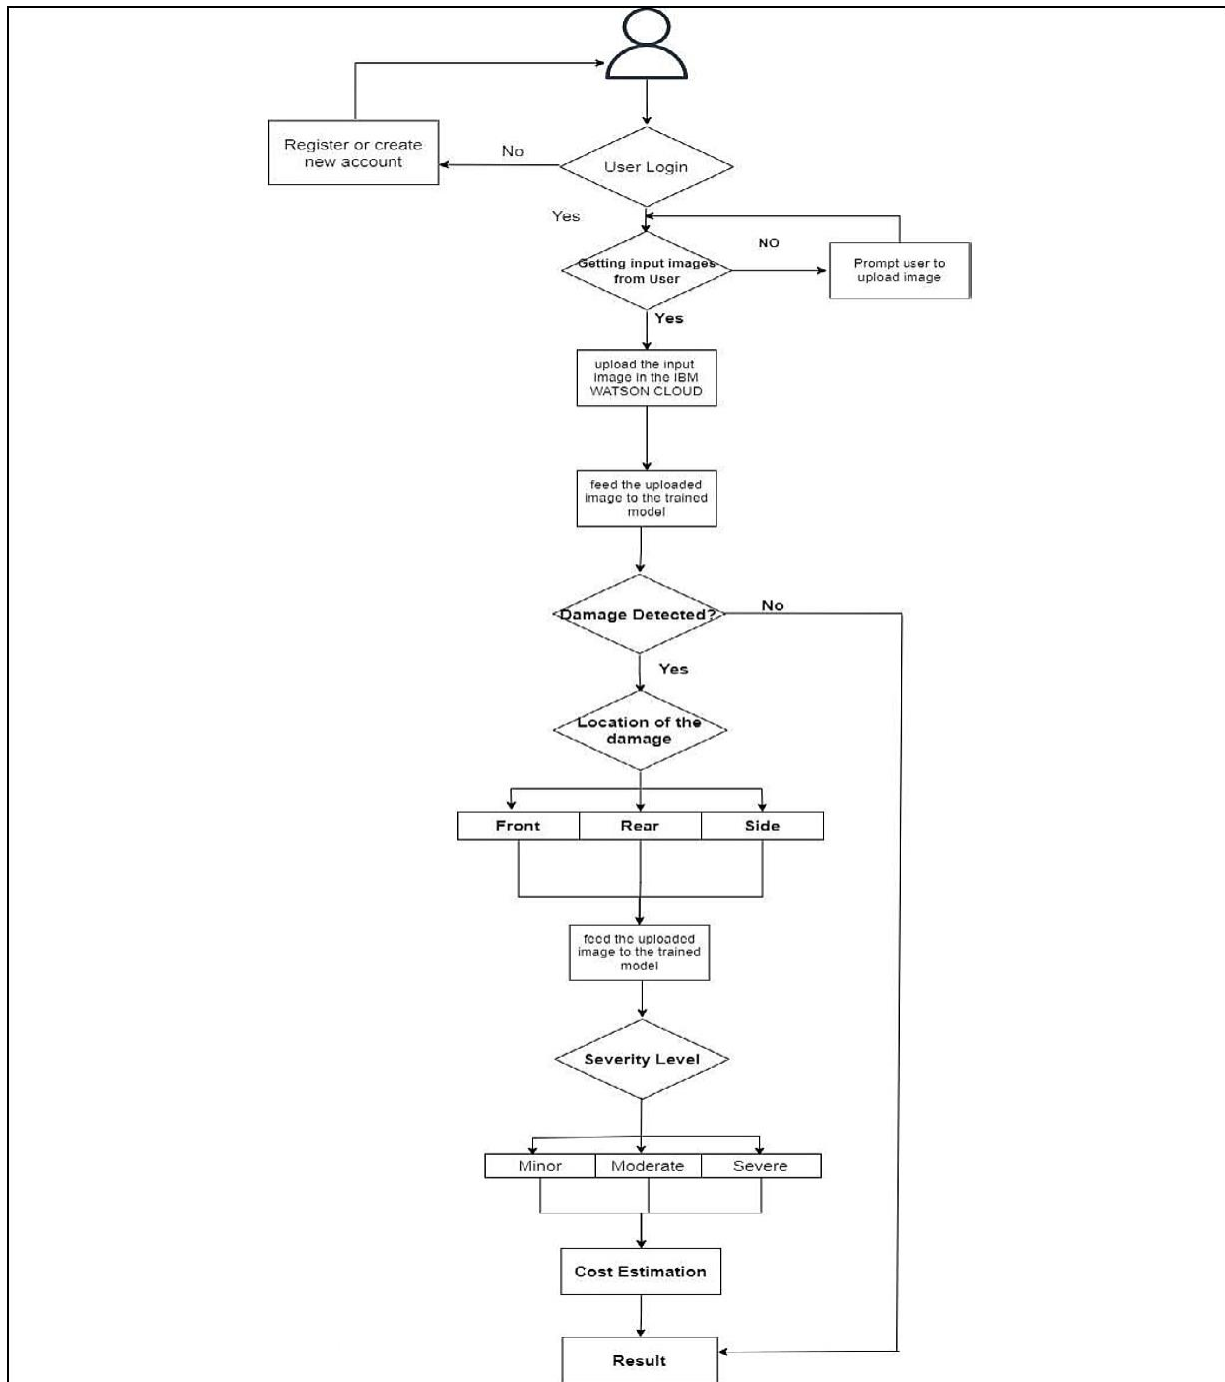 Register or create
new account
No
User Login
Yes
NO
Getting input images
from User
Prompt user to
upload image
Yes
upload the input
image in the IBM
WATSON CLOUD
feed the uploaded
image to the trained
model
Damage Detected?
No
Yes
Location of the
damage
Front
Rear
Side
feed the uploaded
image to the trained
model
Severity Level
Minor
Moderate
Severe
Cost Estimation
Result